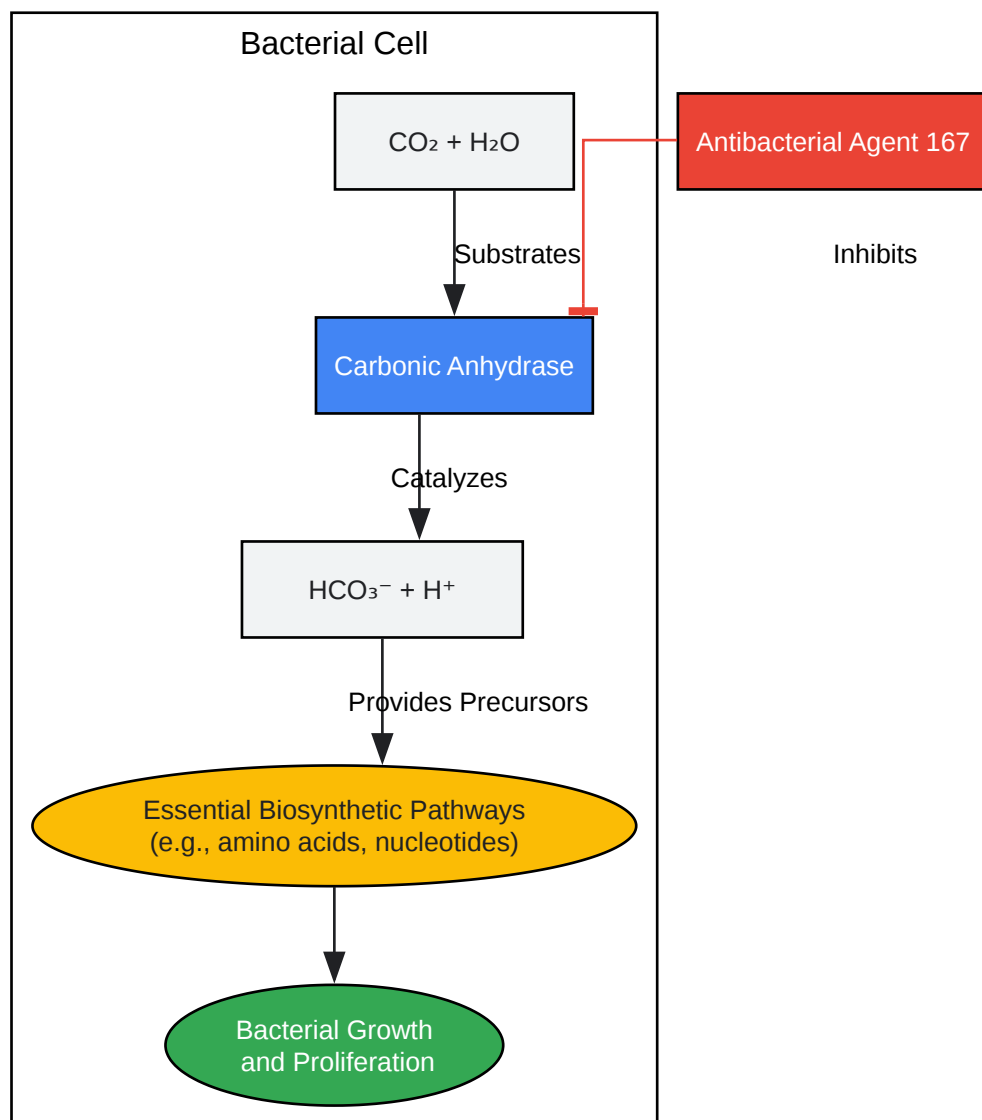 Bacterial Cell
CO₂ + H₂O
Antibacterial Agent 167
Substrates
Inhibits
Carbonic Anhydrase
Catalyzes
HCO₃⁻ + H⁺
Provides Precursors
Essential Biosynthetic Pathways
(e.g., amino acids, nucleotides)
Bacterial Growth
and Proliferation